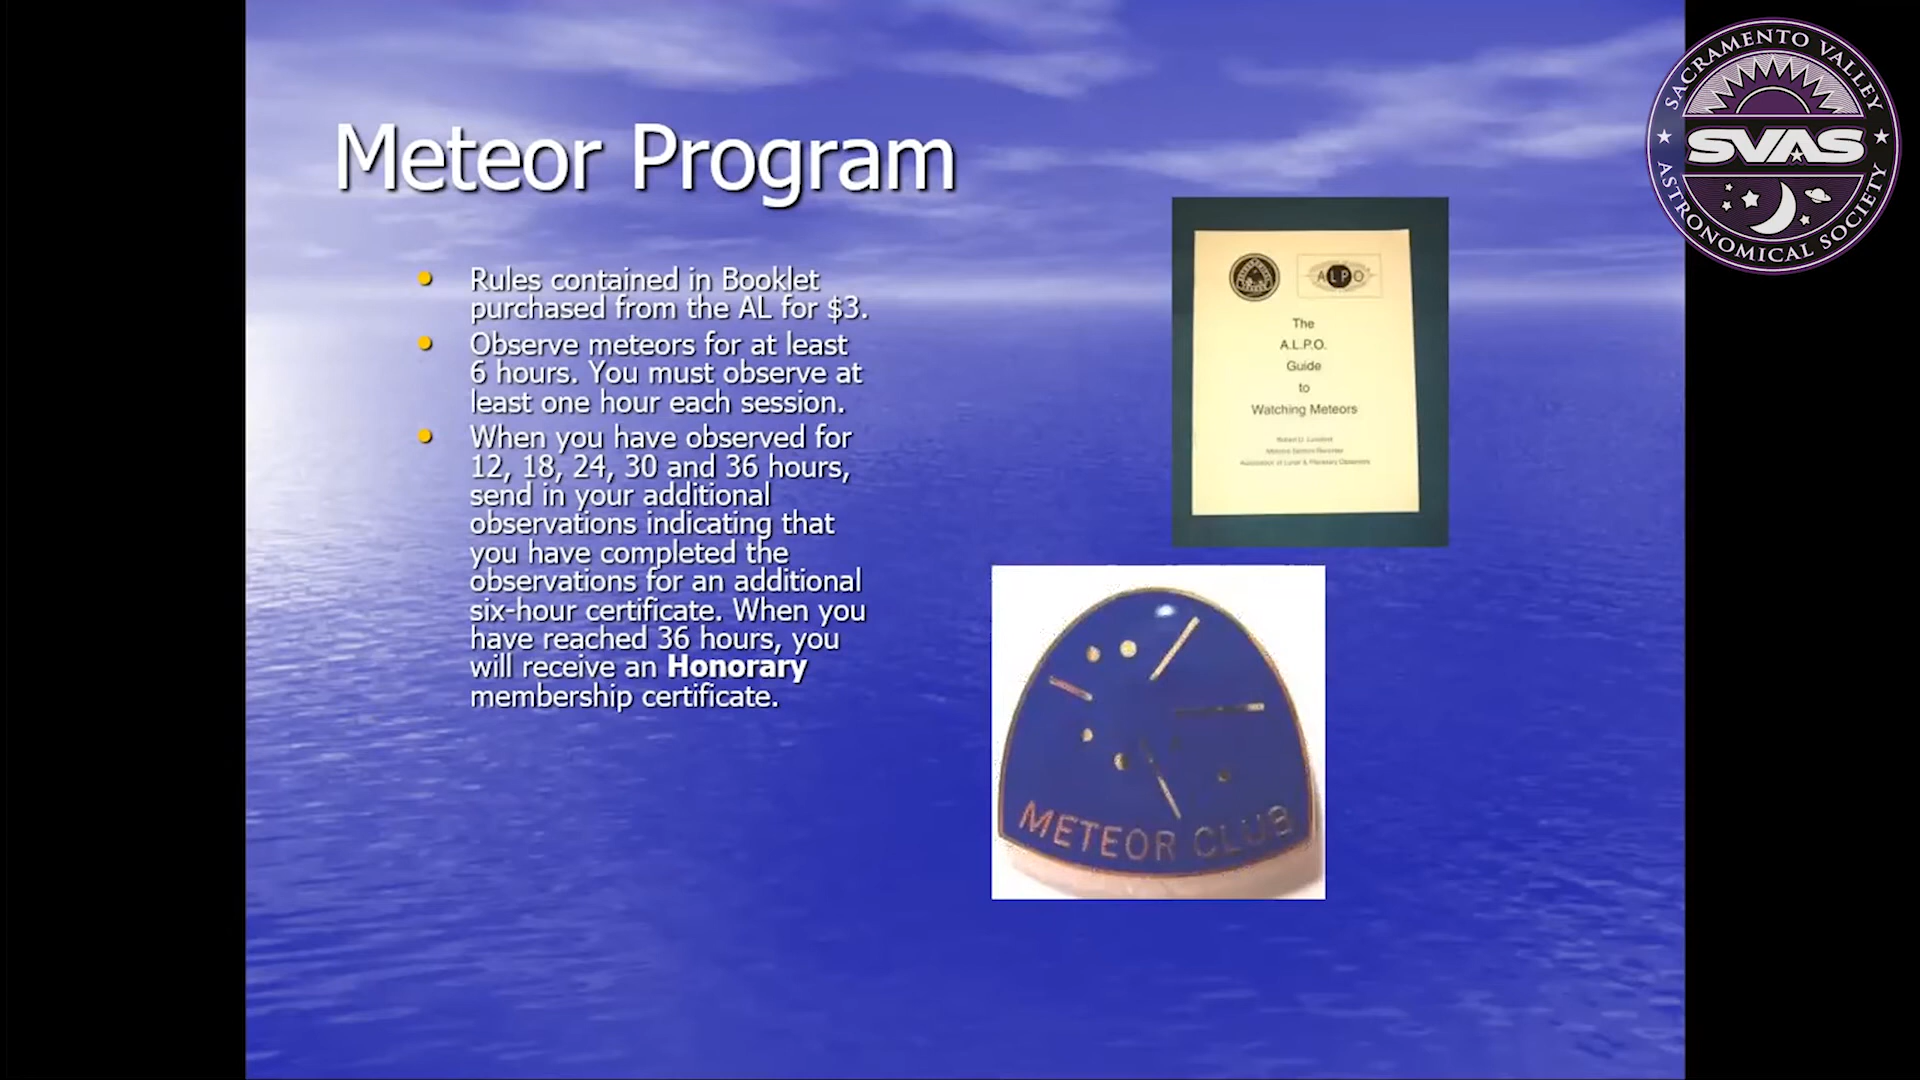 Meteor Program
Rules contained in Booklet
purchased from the AL for $3.
Observe meteors for at least
6 hours. You must observe at
least one hour each session.
When you have observed for
12, 18, 24, 30 and 36 hours,
send in your additional
observations indicating that
you have completed the
observations for an additional
six-hour certificate. When you
have reached 36 hours, you
will receive an Honorary
membership certificate.
ALPO
The
A.L.P.O.
Guide
to
Watching Meteors
METEOR CLUB
SACRAMENTO VALLEY
SVAS
ASTRONOMICAL SOCIETY